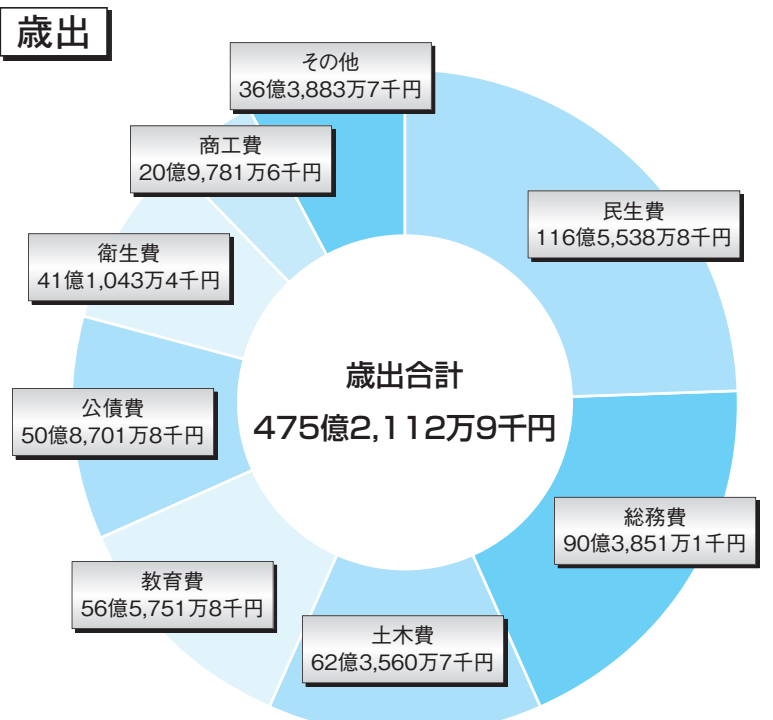 歳出
その他
36億3,883万7千円
商工費
20億9,781万6千円
民生費
116億5,538万8千円
衛生費
41億1,043万4千円
歳出合計
475億2,112万9千円
公債費
50億8,701万8千円
総務費
90億3,851万1千円
教育費
56億5,751万8千円
土木費
62億3,560万7千円